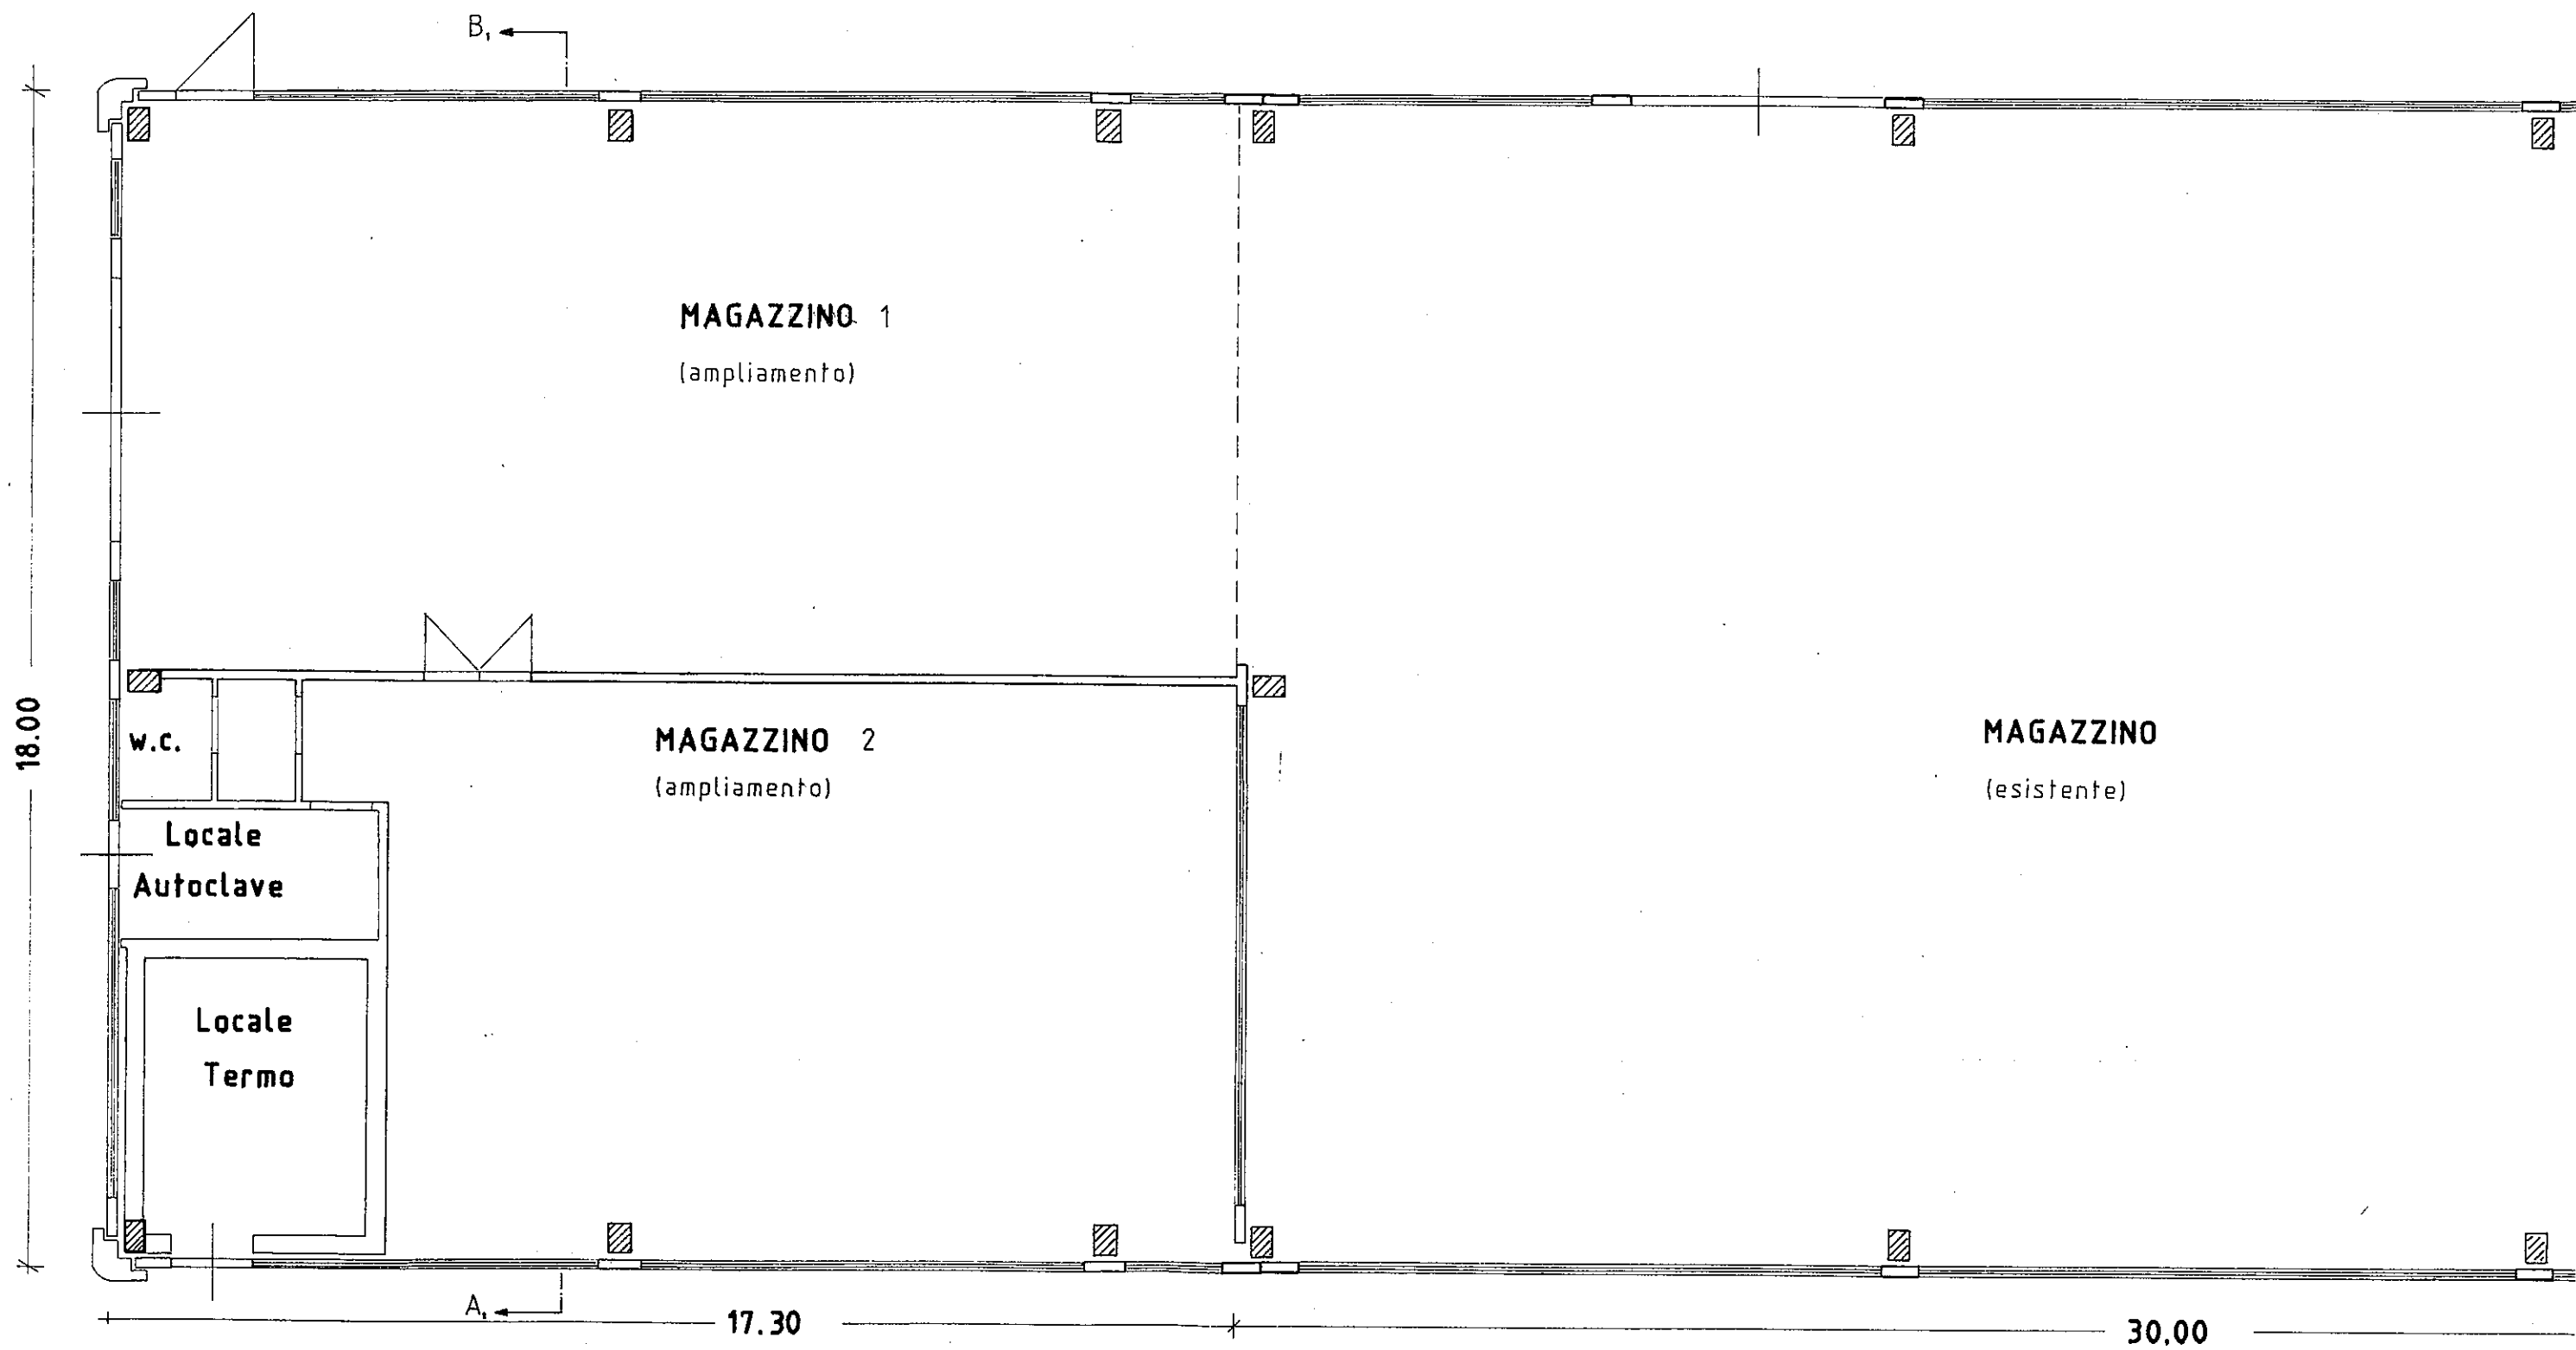 B₁
MAGAZZINO 1
(ampliamento)
18.00
w.c.
MAGAZZINO 2
(ampliamento)
MAGAZZINO
(esistente)
Locale
Autoclave
Locale
Termo
A₁
17.30
30,00